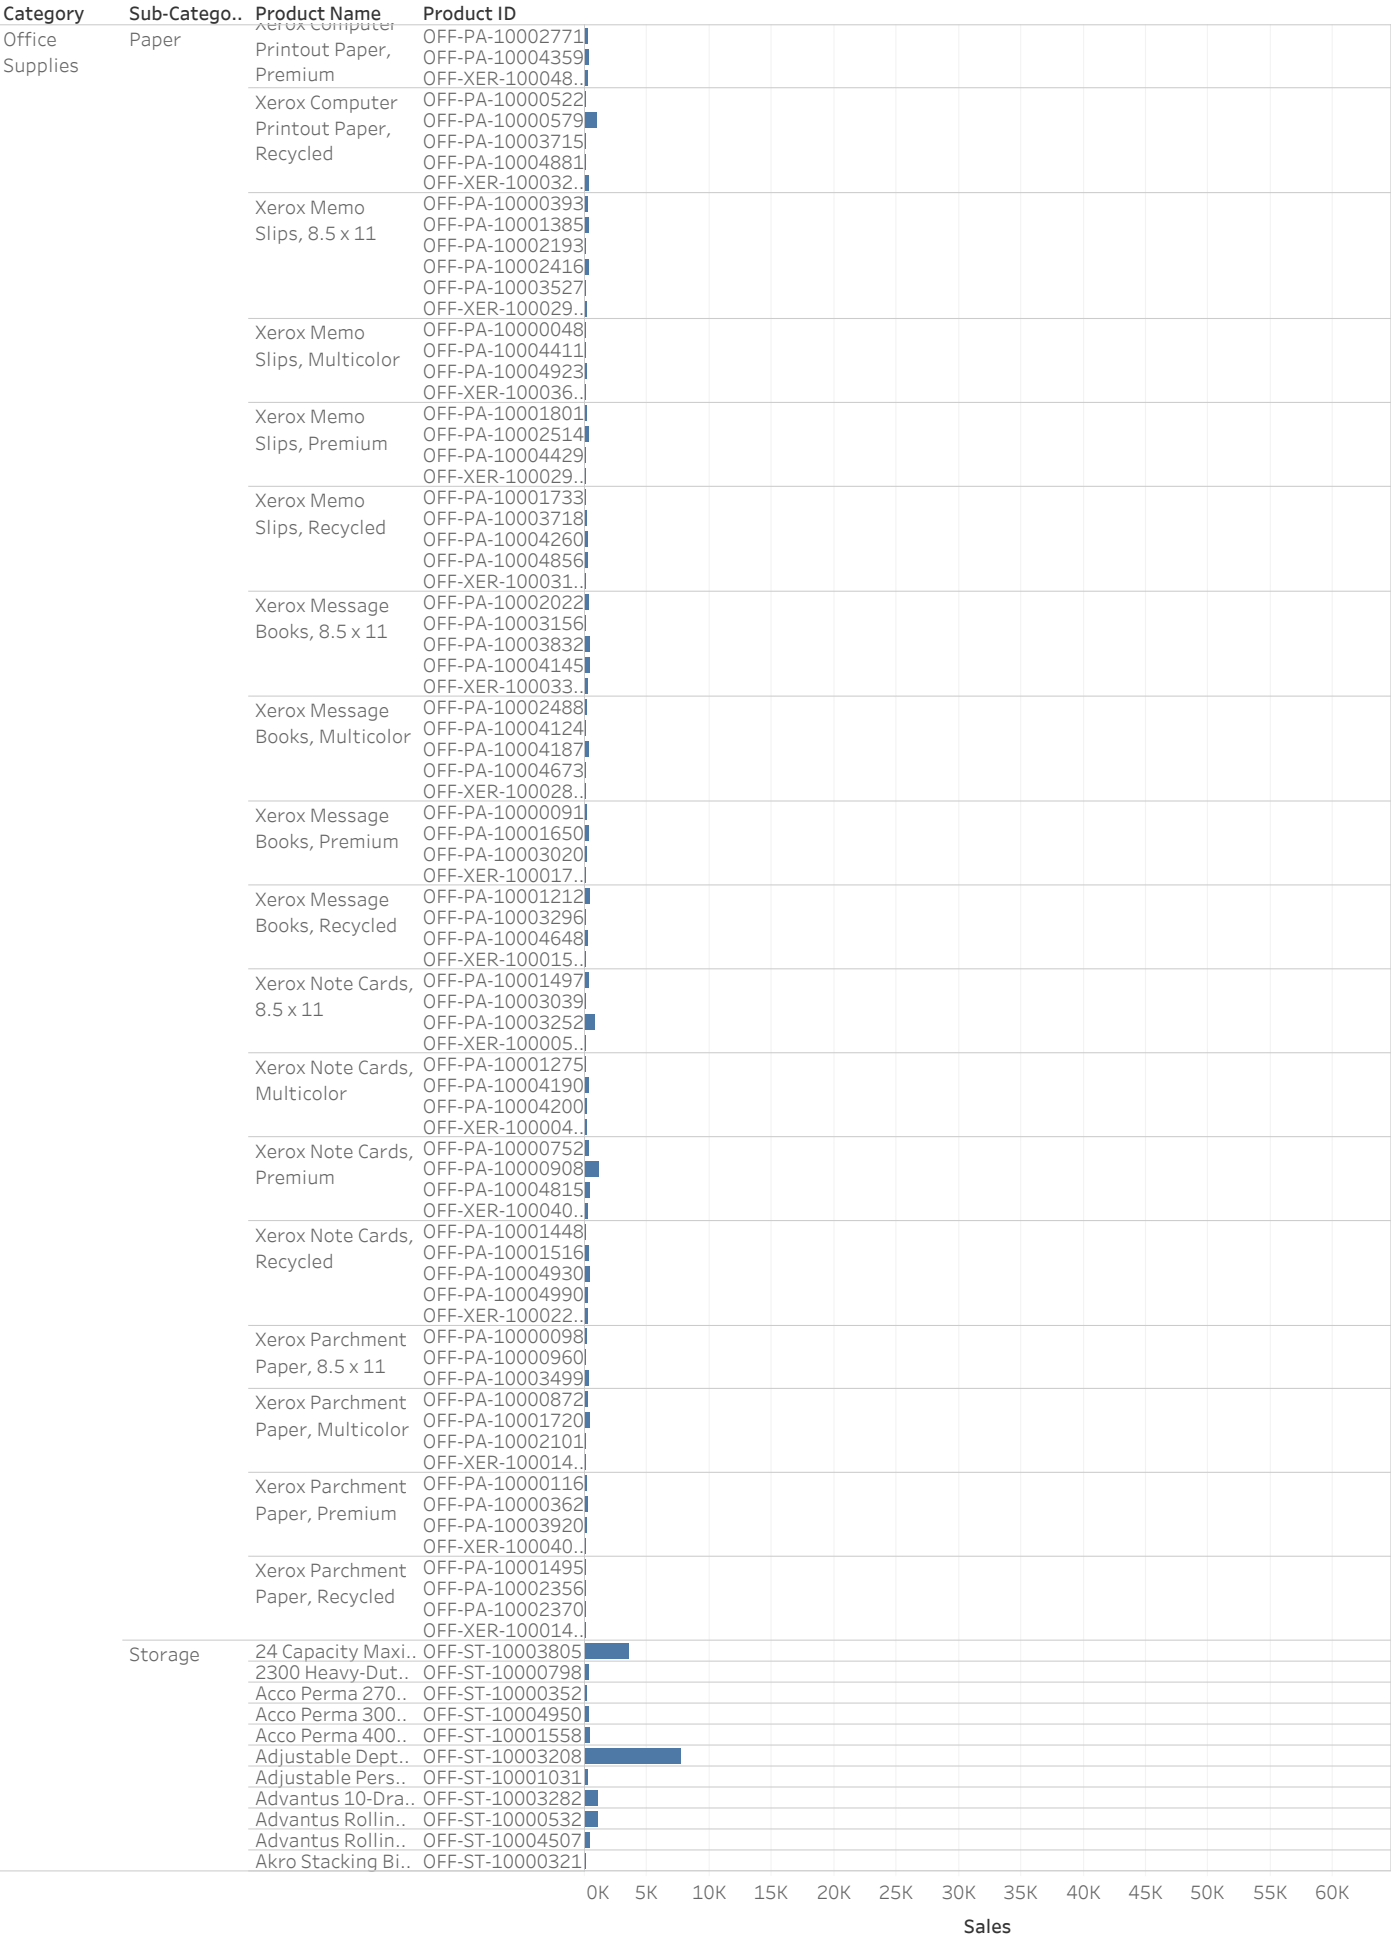 Category Sub-Catego.. Product Name Product ID
Office Supplies Paper Xerox Computer Printout Paper, Premium OFF-PA-10002771
OFF-PA-10004359
OFF-XER-100048..
Xerox Computer Printout Paper, Recycled OFF-PA-10000522
OFF-PA-10000579
OFF-PA-10003715
OFF-PA-10004881
OFF-XER-100032..
Xerox Memo Slips, 8.5 x 11 OFF-PA-10000393
OFF-PA-10001385
OFF-PA-10002193
OFF-PA-10002416
OFF-PA-10003527
OFF-XER-100029..
Xerox Memo Slips, Multicolor OFF-PA-10000048
OFF-PA-10004411
OFF-PA-10004923
OFF-XER-100036..
Xerox Memo Slips, Premium OFF-PA-10001801
OFF-PA-10002514
OFF-PA-10004429
OFF-XER-100029..
Xerox Memo Slips, Recycled OFF-PA-10001733
OFF-PA-10003718
OFF-PA-10004260
OFF-PA-10004856
OFF-XER-100031..
Xerox Message Books, 8.5 x 11 OFF-PA-10002022
OFF-PA-10003156
OFF-PA-10003832
OFF-PA-10004145
OFF-XER-100033..
Xerox Message Books, Multicolor OFF-PA-10002488
OFF-PA-10004124
OFF-PA-10004187
OFF-PA-10004673
OFF-XER-100028..
Xerox Message Books, Premium OFF-PA-10000091
OFF-PA-10001650
OFF-PA-10003020
OFF-XER-100017..
Xerox Message Books, Recycled OFF-PA-10001212
OFF-PA-10003296
OFF-PA-10004648
OFF-XER-100015..
Xerox Note Cards, 8.5 x 11 OFF-PA-10001497
OFF-PA-10003039
OFF-PA-10003252
OFF-XER-100005..
Xerox Note Cards, Multicolor OFF-PA-10001275
OFF-PA-10004190
OFF-PA-10004200
OFF-XER-100004..
Xerox Note Cards, Premium OFF-PA-10000752
OFF-PA-10000908
OFF-PA-10004815
OFF-XER-100040..
Xerox Note Cards, Recycled OFF-PA-10001448
OFF-PA-10001516
OFF-PA-10004930
OFF-PA-10004990
OFF-XER-100022..
Xerox Parchment Paper, 8.5 x 11 OFF-PA-10000098
OFF-PA-10000960
OFF-PA-10003499
Xerox Parchment Paper, Multicolor OFF-PA-10000872
OFF-PA-10001720
OFF-PA-10002101
OFF-XER-100014..
Xerox Parchment Paper, Premium OFF-PA-10000116
OFF-PA-10000362
OFF-PA-10003920
OFF-XER-100040..
Xerox Parchment Paper, Recycled OFF-PA-10001495
OFF-PA-10002356
OFF-PA-10002370
OFF-XER-100014..
Storage 24 Capacity Maxi.. OFF-ST-10003805
2300 Heavy-Dut.. OFF-ST-10000798
Acco Perma 270.. OFF-ST-10000352
Acco Perma 300.. OFF-ST-10004950
Acco Perma 400.. OFF-ST-10001558
Adjustable Dept.. OFF-ST-10003208
Adjustable Pers.. OFF-ST-10001031
Advantus 10-Dra.. OFF-ST-10003282
Advantus Rollin.. OFF-ST-10000532
Advantus Rollin.. OFF-ST-10004507
Akro Stacking Bi.. OFF-ST-10000321
0K 5K 10K 15K 20K 25K 30K 35K 40K 45K 50K 55K 60K
Sales